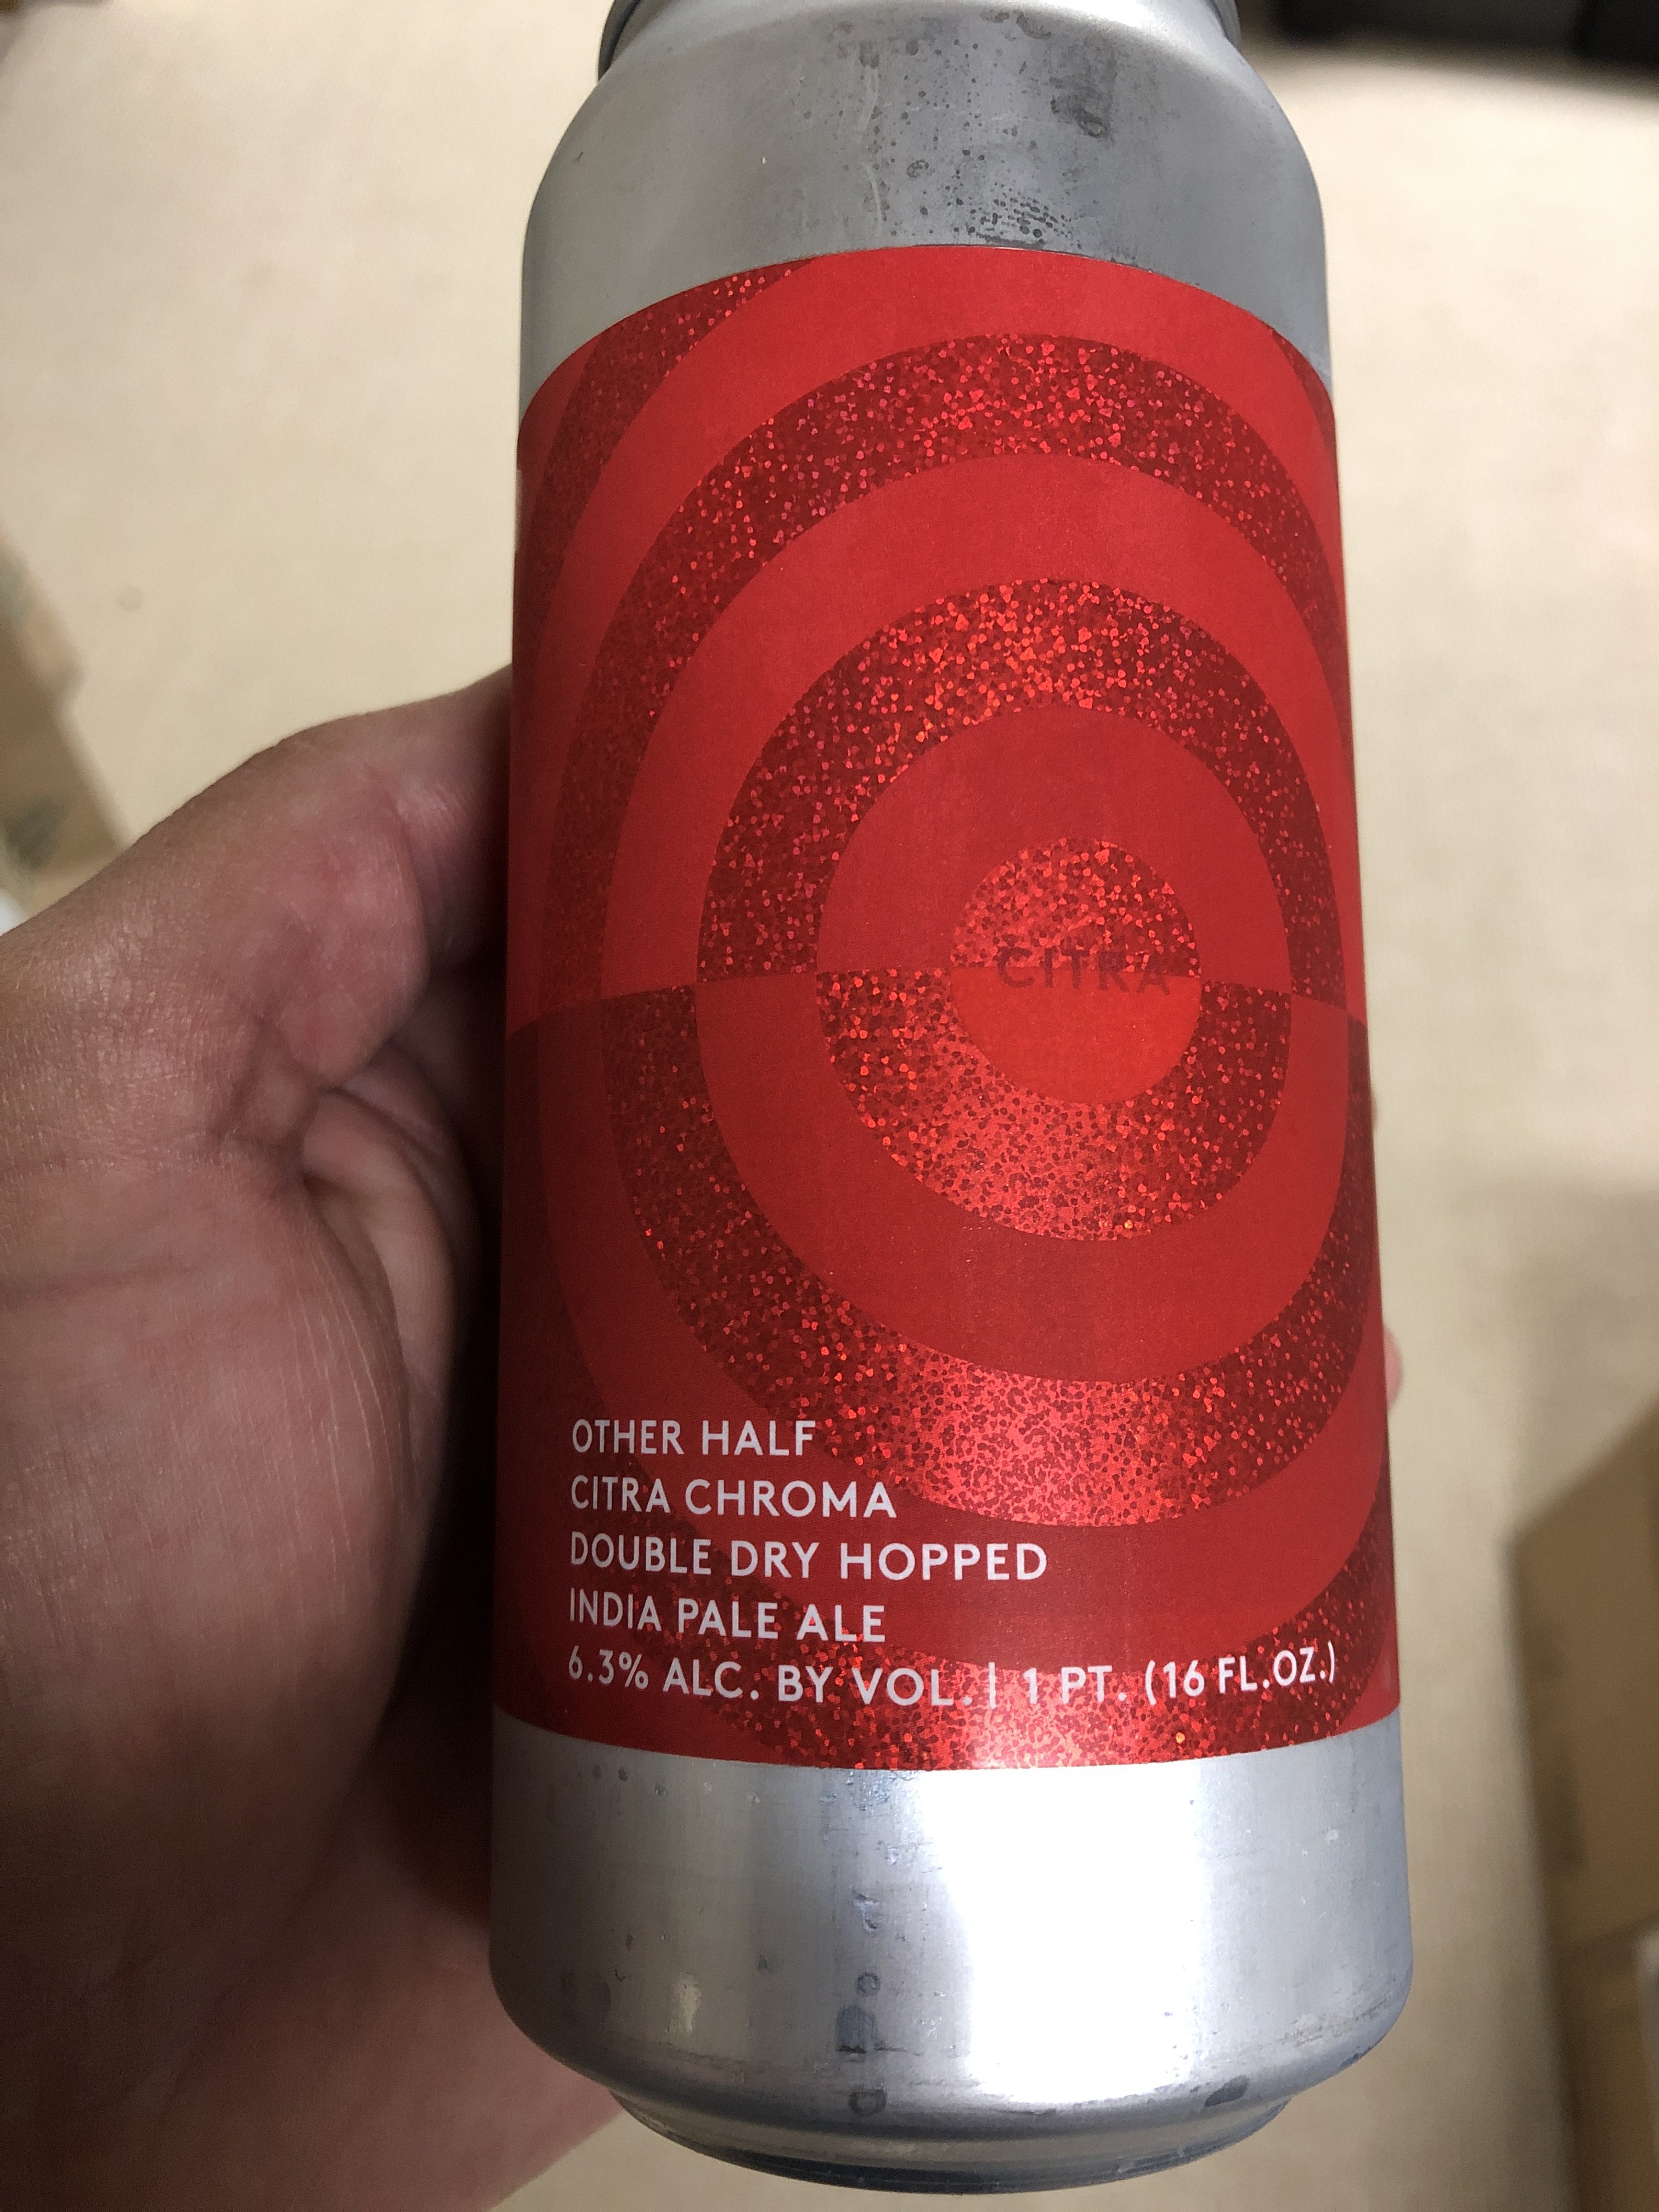 CITRA
OTHER HALF
CITRA CHROMA
DOUBLE DRY HOPPED
INDIA PALE ALE
6.3% ALC. BY VOL. | 1 PT. (16 FL.OZ.)